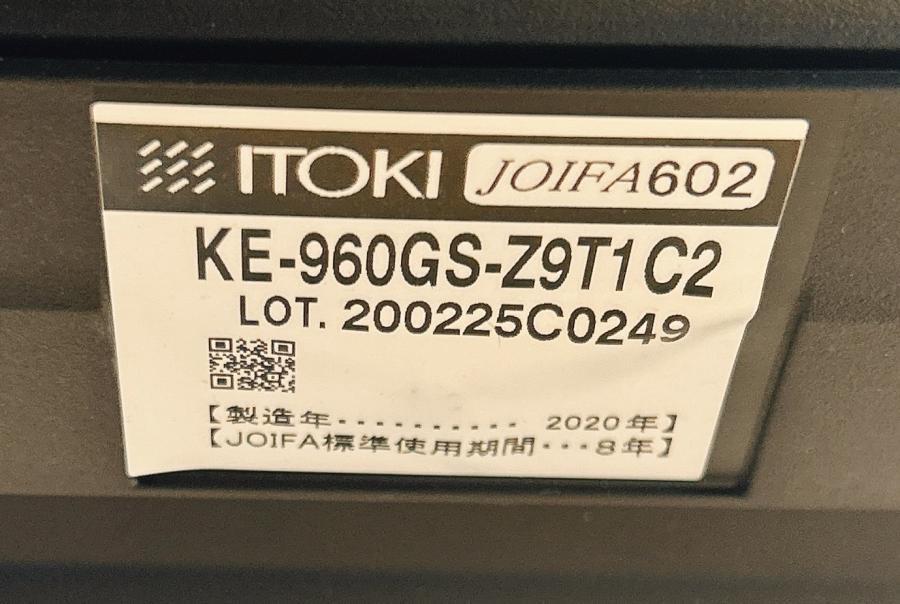 ITOKI JOIFA602
KE-960GS-Z9T1C2
LOT. 200225C0249
【製造年・・・・・・・・・・ 2020年】
【JOIFA標準使用期間・・・8年】